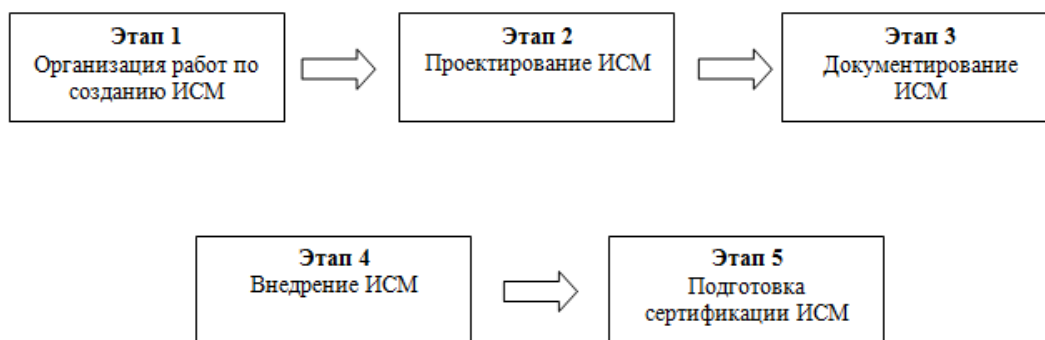 Этап 1
Организация работ по
созданию ИСМ
Этап 2
Проектирование ИСМ
Этап 3
Документирование
ИСМ
Этап 4
Внедрение ИСМ
Этап 5
Подготовка
сертификации ИСМ